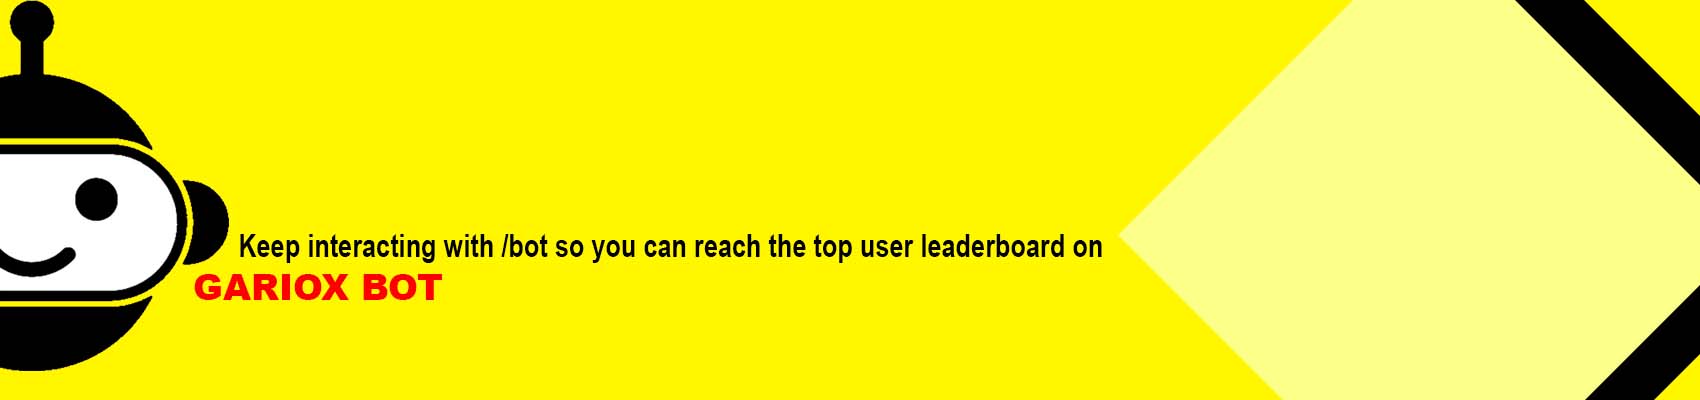 Keep interacting with /bot so you can reach the top user leaderboard on
GARIOX BOT